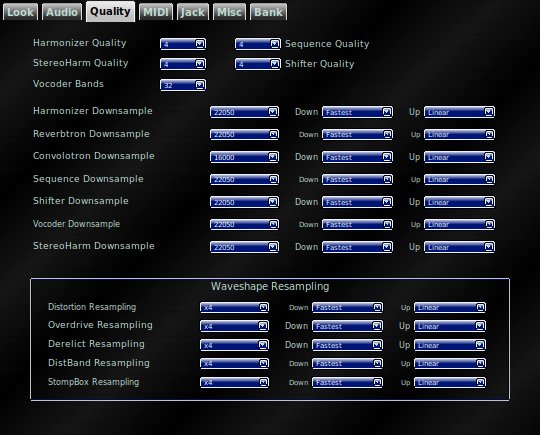 Look Audio Quality MIDI Jack Misc Bank
Harmonizer Quality 4 4 Sequence Quality
StereoHarm Quality 4 4 Shifter Quality
Vocoder Bands 32
Harmonizer Downsample 22050 Down Fastest Up Linear
Reverbtron Downsample 22050 Down Fastest Up Linear
Convolotron Downsample 16000 Down Fastest Up Linear
Sequence Downsample 22050 Down Fastest Up Linear
Shifter Downsample 22050 Down Fastest Up Linear
Vocoder Downsample 22050 Down Fastest Up Linear
StereoHarm Downsample 22050 Down Fastest Up Linear
Waveshape Resampling
Distortion Resampling x4 Down Fastest Up Linear
Overdrive Resampling x4 Down Fastest Up Linear
Derelict Resampling x4 Down Fastest Up Linear
DistBand Resampling x4 Down Fastest Up Linear
StompBox Resampling x4 Down Fastest Up Linear